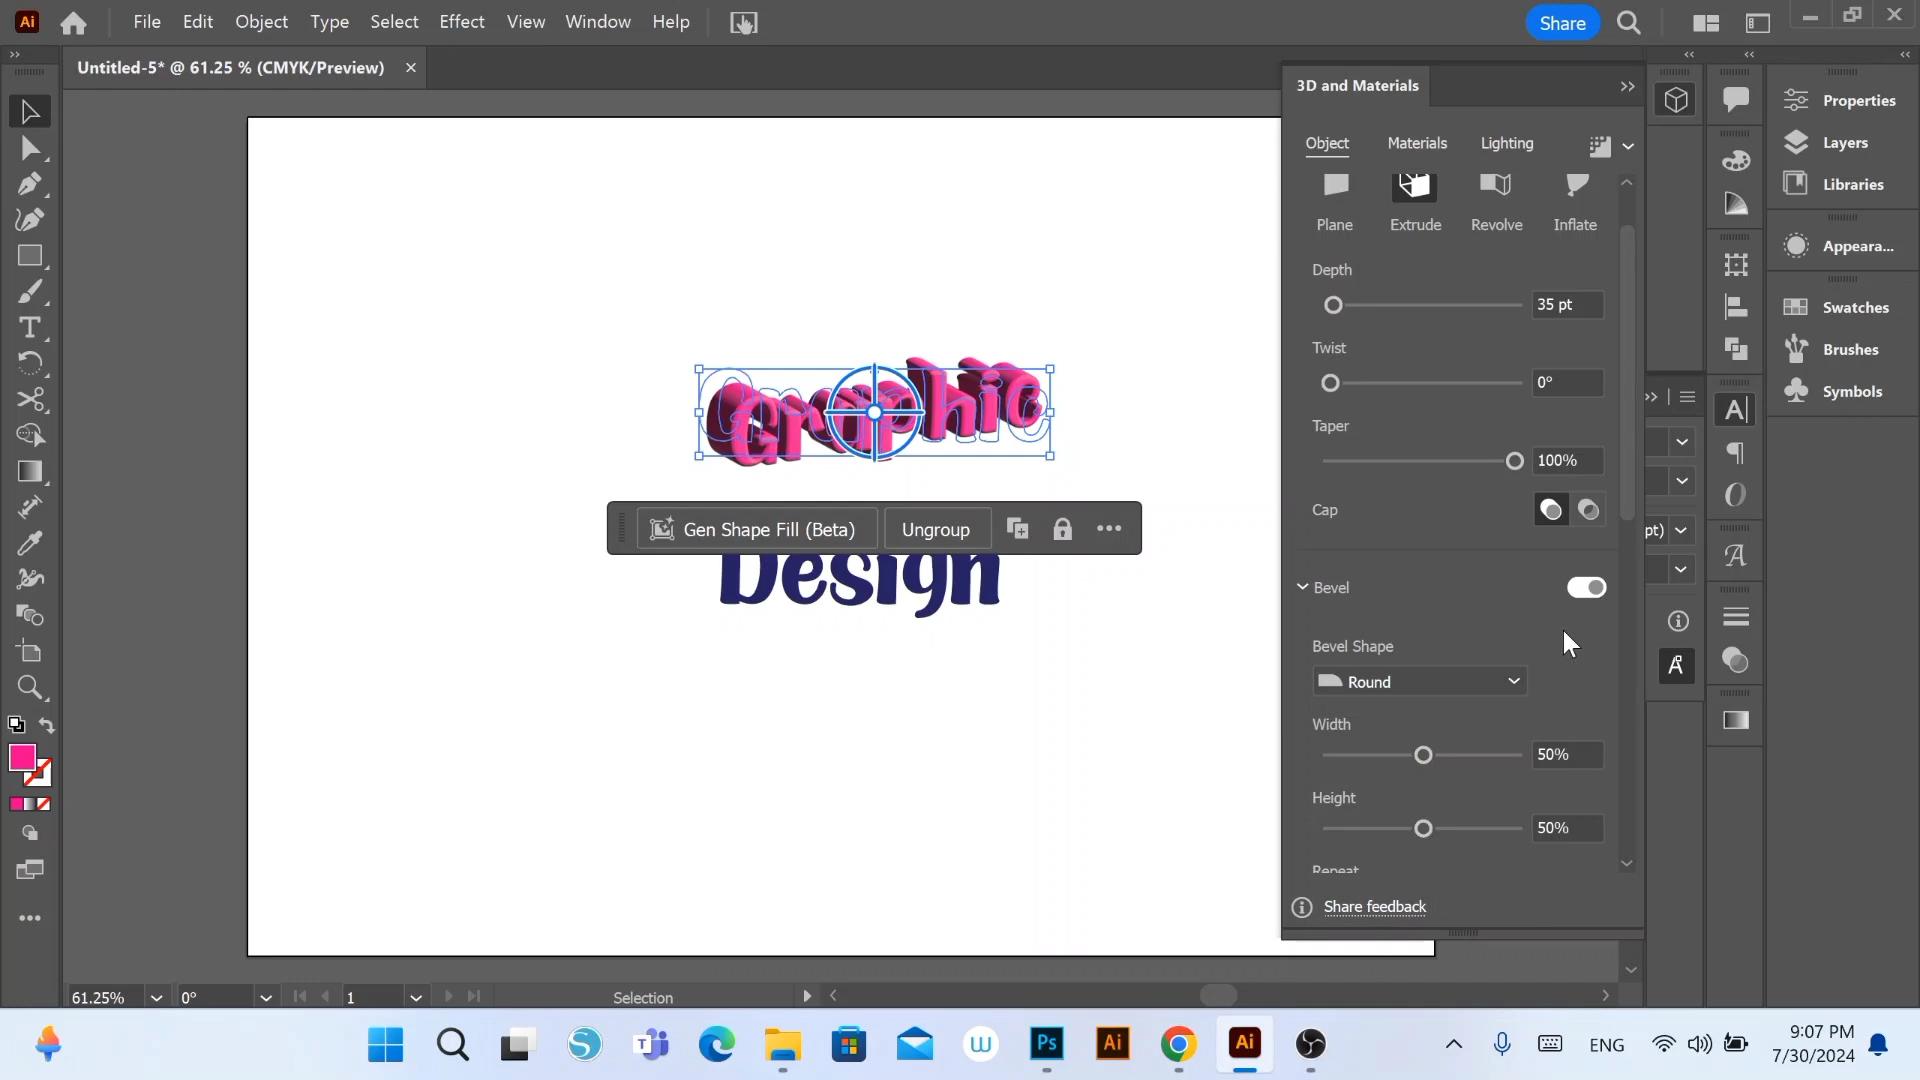 Ai File Edit Object Type Select Effect View Window Help Share
Untitled-5* @ 61.25 % (CMYK/Preview)
3D and Materials
Object Materials Lighting
Plane Extrude Revolve Inflate
Depth
35 pt
Twist
0°
Taper
100%
Cap
Bevel
Bevel Shape
Round
Width
50%
Height
50%
Repeat
Share feedback
Properties
Layers
Libraries
Appeara...
Swatches
Brushes
Symbols
pt)
Graphic
Gen Shape Fill (Beta) Ungroup
Design
61.25% 0° 1 Selection
Ps Ai Ai ENG 9:07 PM
7/30/2024